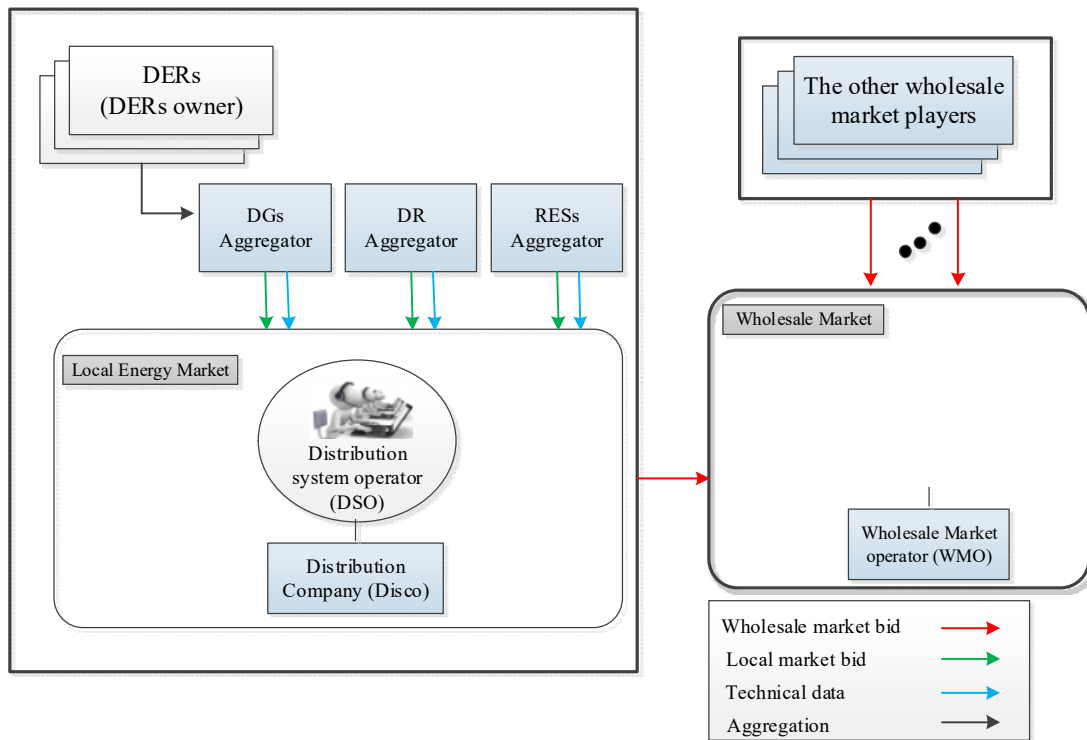 DERs
(DERs owner)
DGs
Aggregator
DR
Aggregator
RESs
Aggregator
Local Energy Market
Distribution
system operator
(DSO)
Distribution
Company (Disco)
The other wholesale
market players
Wholesale Market
Wholesale Market
operator (WMO)
Wholesale market bid
Local market bid
Technical data
Aggregation